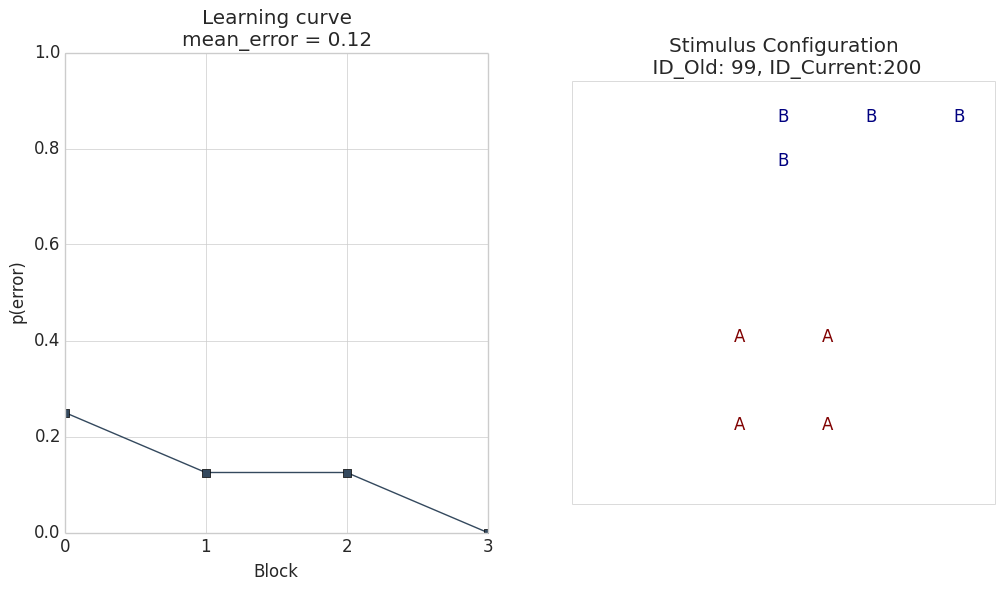 Learning curve
mean_error = 0.12
1.0
0.8
0.6
0.4
0.2
0.0
p(error)
0 1 2 3
Block
Stimulus Configuration
ID_Old: 99, ID_Current:200
B B B
B
A A
A A